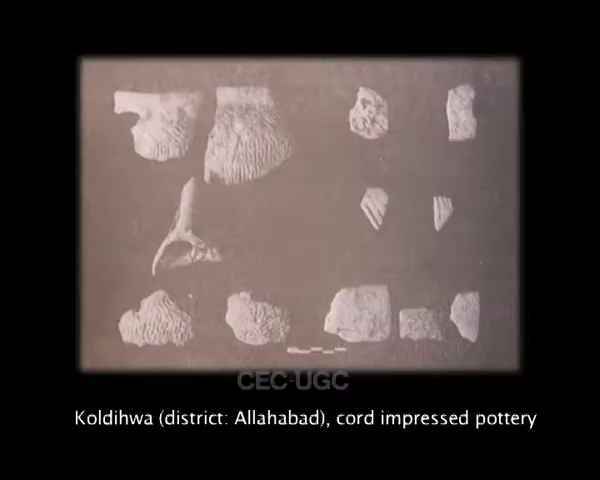 CEC-UGC
Koldihwa (district: Allahabad), cord impressed pottery